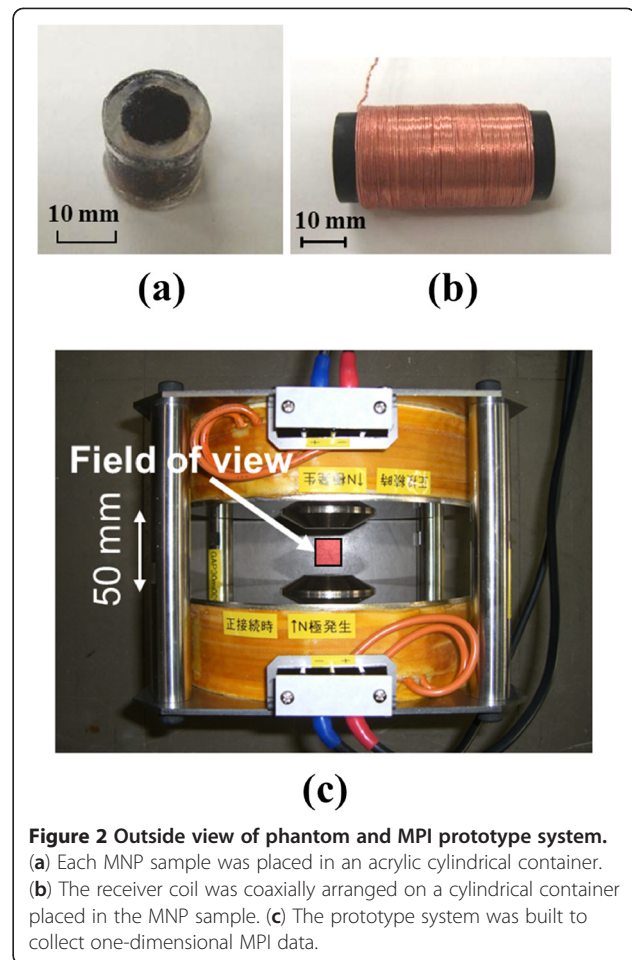 10 mm
10 mm
(a)
(b)
Field of view
50 mm
+ −
↑N極発生
正接続時
GAP30mm
正接続時
↑N極発生
− +
(c)
Figure 2 Outside view of phantom and MPI prototype system.
(a) Each MNP sample was placed in an acrylic cylindrical container.
(b) The receiver coil was coaxially arranged on a cylindrical container
placed in the MNP sample. (c) The prototype system was built to
collect one-dimensional MPI data.